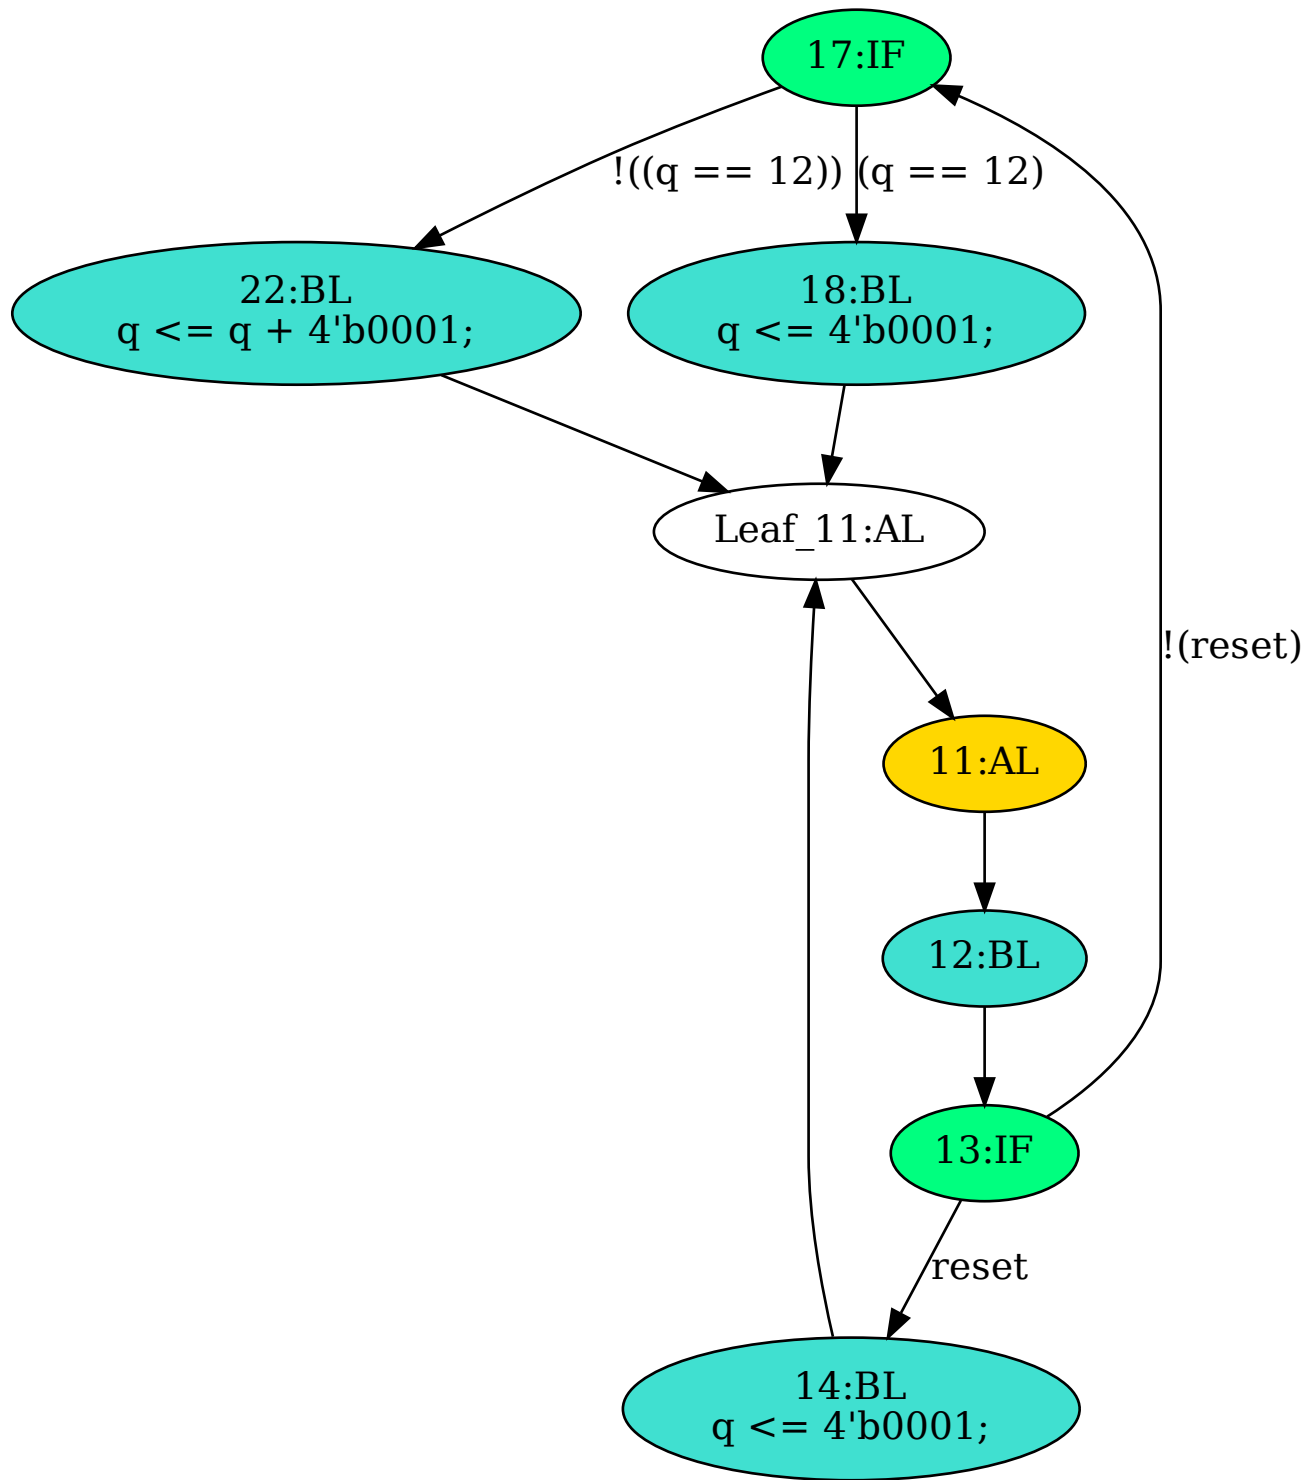 17:IF
!((q == 12))
(q == 12)
22:BL
q <= q + 4'b0001;
18:BL
q <= 4'b0001;
Leaf_11:AL
!(reset)
11:AL
12:BL
13:IF
reset
14:BL
q <= 4'b0001;